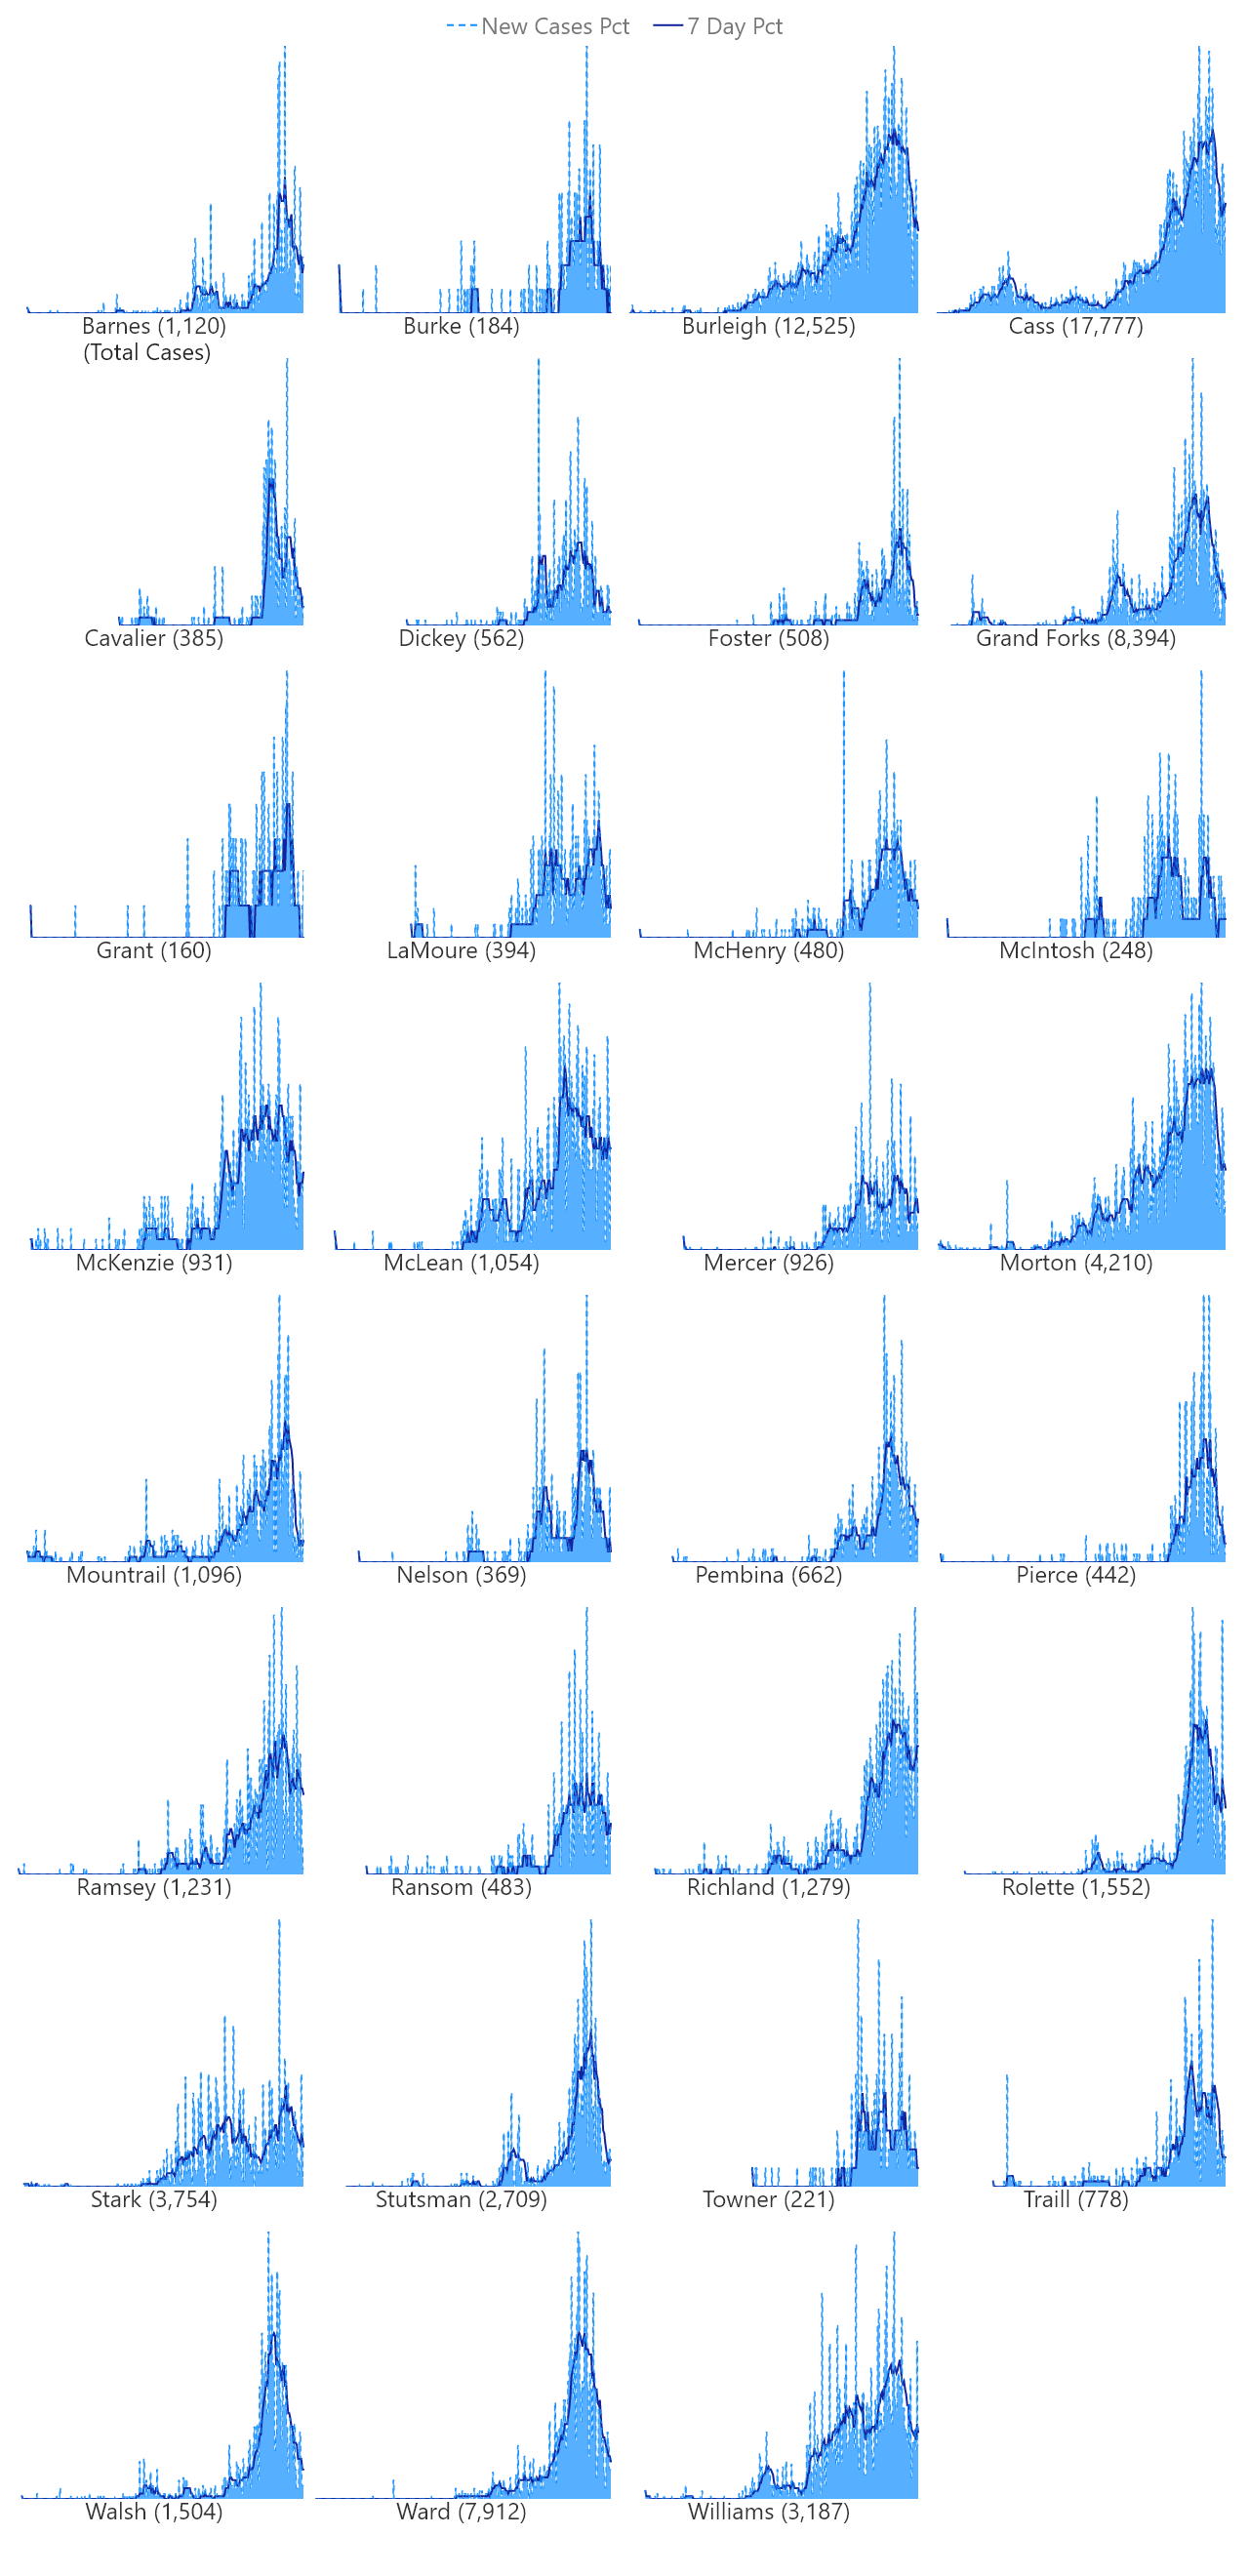 New Cases Pct 7 Day Pct
Barnes (1,120) Burke (184) Burleigh (12,525) Cass (17,777)
(Total Cases)
Cavalier (385) Dickey (562) Foster (508) Grand Forks (8,394)
Grant (160) LaMoure (394) McHenry (480) McIntosh (248)
McKenzie (931) McLean (1,054) Mercer (926) Morton (4,210)
Mountrail (1,096) Nelson (369) Pembina (662) Pierce (442)
Ramsey (1,231) Ransom (483) Richland (1,279) Rolette (1,552)
Stark (3,754) Stutsman (2,709) Towner (221) Traill (778)
Walsh (1,504) Ward (7,912) Williams (3,187)